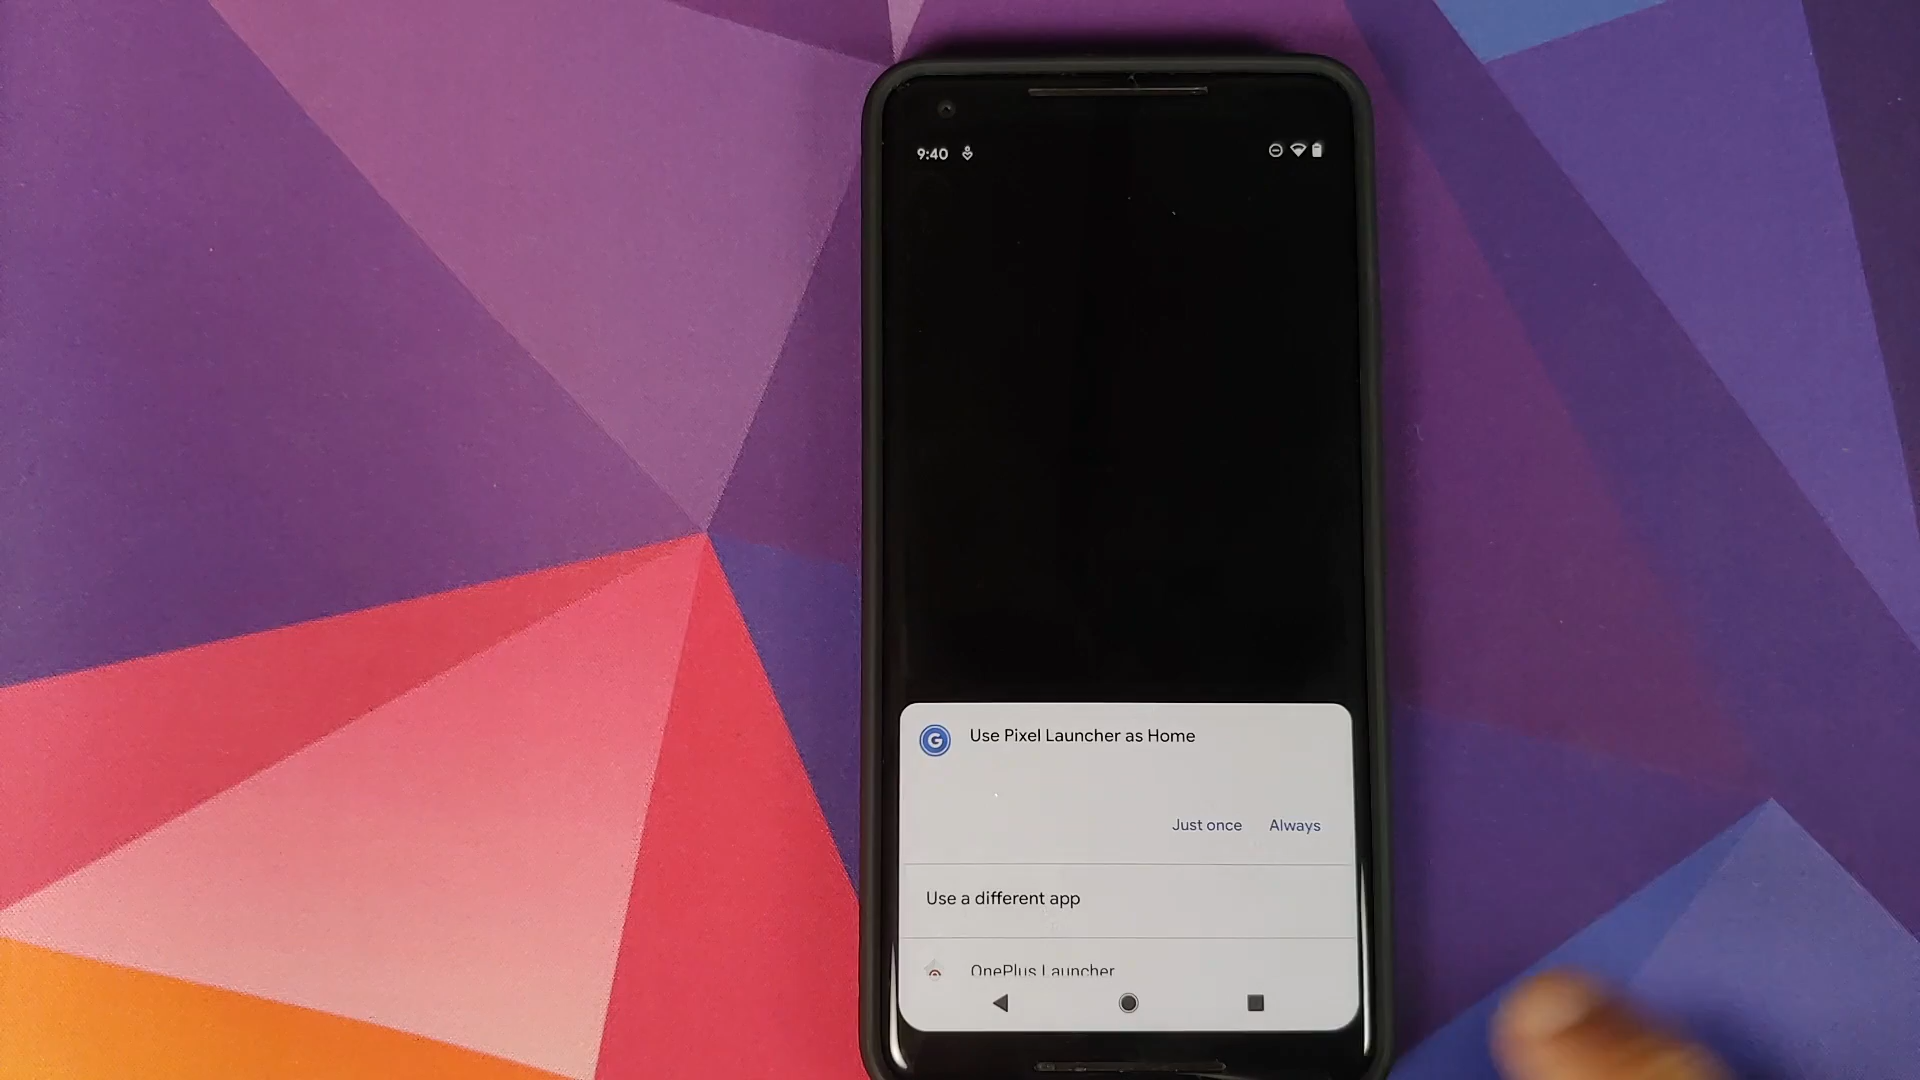 9:40
G
Use Pixel Launcher as Home
Just once Always
Use a different app
OnePlus Launcher